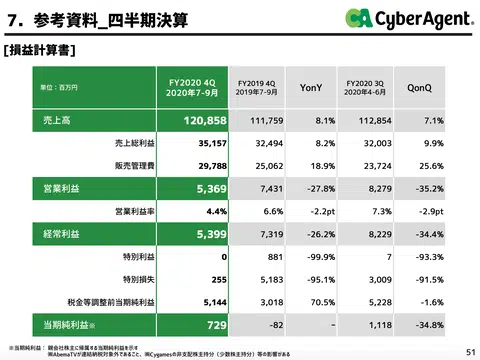 7．参考資料_四半期決算
CyberAgent®
[損益計算書]
単位：百万円 FY2020 4Q 2020年7-9月 FY2019 4Q 2019年7-9月 YonY FY2020 3Q 2020年4-6月 QonQ
売上高 120,858 111,759 8.1% 112,854 7.1%
売上総利益 35,157 32,494 8.2% 32,003 9.9%
販売管理費 29,788 25,062 18.9% 23,724 25.6%
営業利益 5,369 7,431 -27.8% 8,279 -35.2%
営業利益率 4.4% 6.6% -2.2pt 7.3% -2.9pt
経常利益 5,399 7,319 -26.2% 8,229 -34.4%
特別利益 0 881 -99.9% 7 -93.3%
特別損失 255 5,183 -95.1% 3,009 -91.5%
税金等調整前当期純利益 5,144 3,018 70.5% 5,228 -1.6%
当期純利益※ 729 -82 - 1,118 -34.8%
※当期純利益： 親会社株主に帰属する当期純利益を示す
※AbemaTVが連結納税対象外であること、※Cygamesの非支配株主持分（少数株主持分）等の影響がある
51